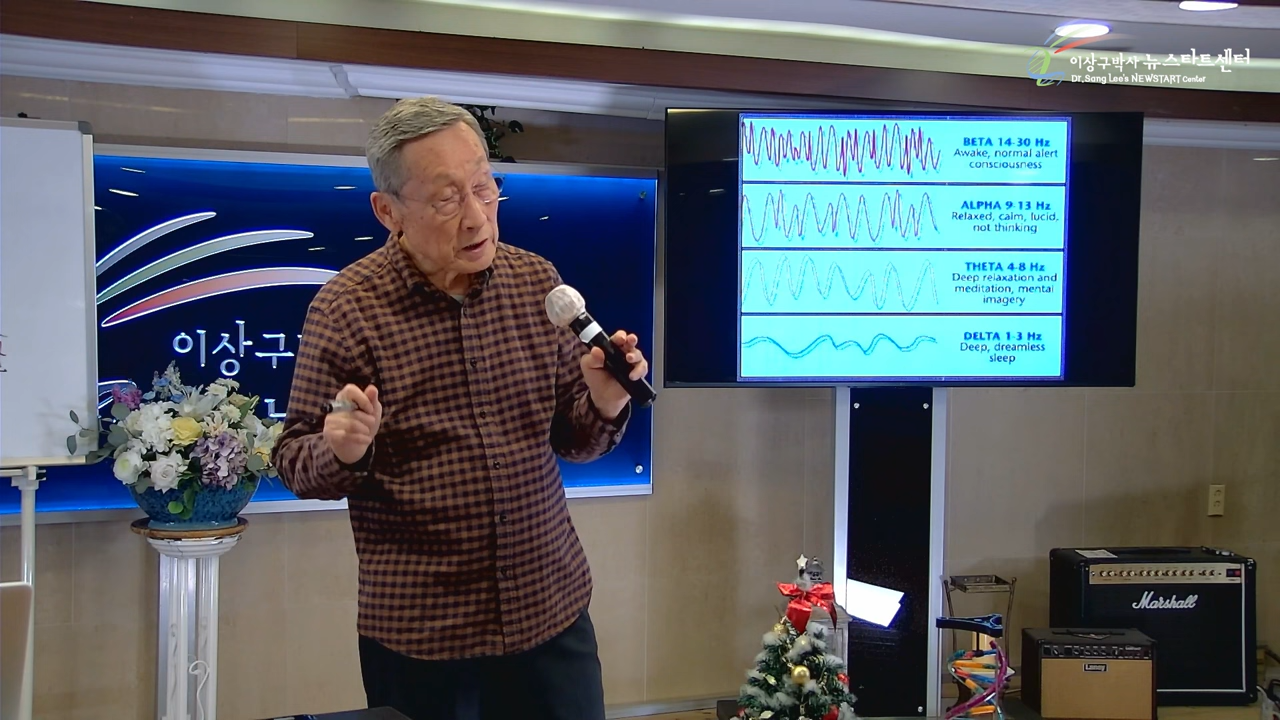 이상구박사 뉴스타트센터
Dr. Sang Lee's NEWSTART Center
BETA 14-30 Hz
Awake, normal alert
consciousness
ALPHA 9-13 Hz
Relaxed, calm, lucid,
not thinking
THETA 4-8 Hz
Deep relaxation and
meditation, mental
imagery
DELTA 1-3 Hz
Deep, dreamless
sleep
이상구
Marshall
Laney